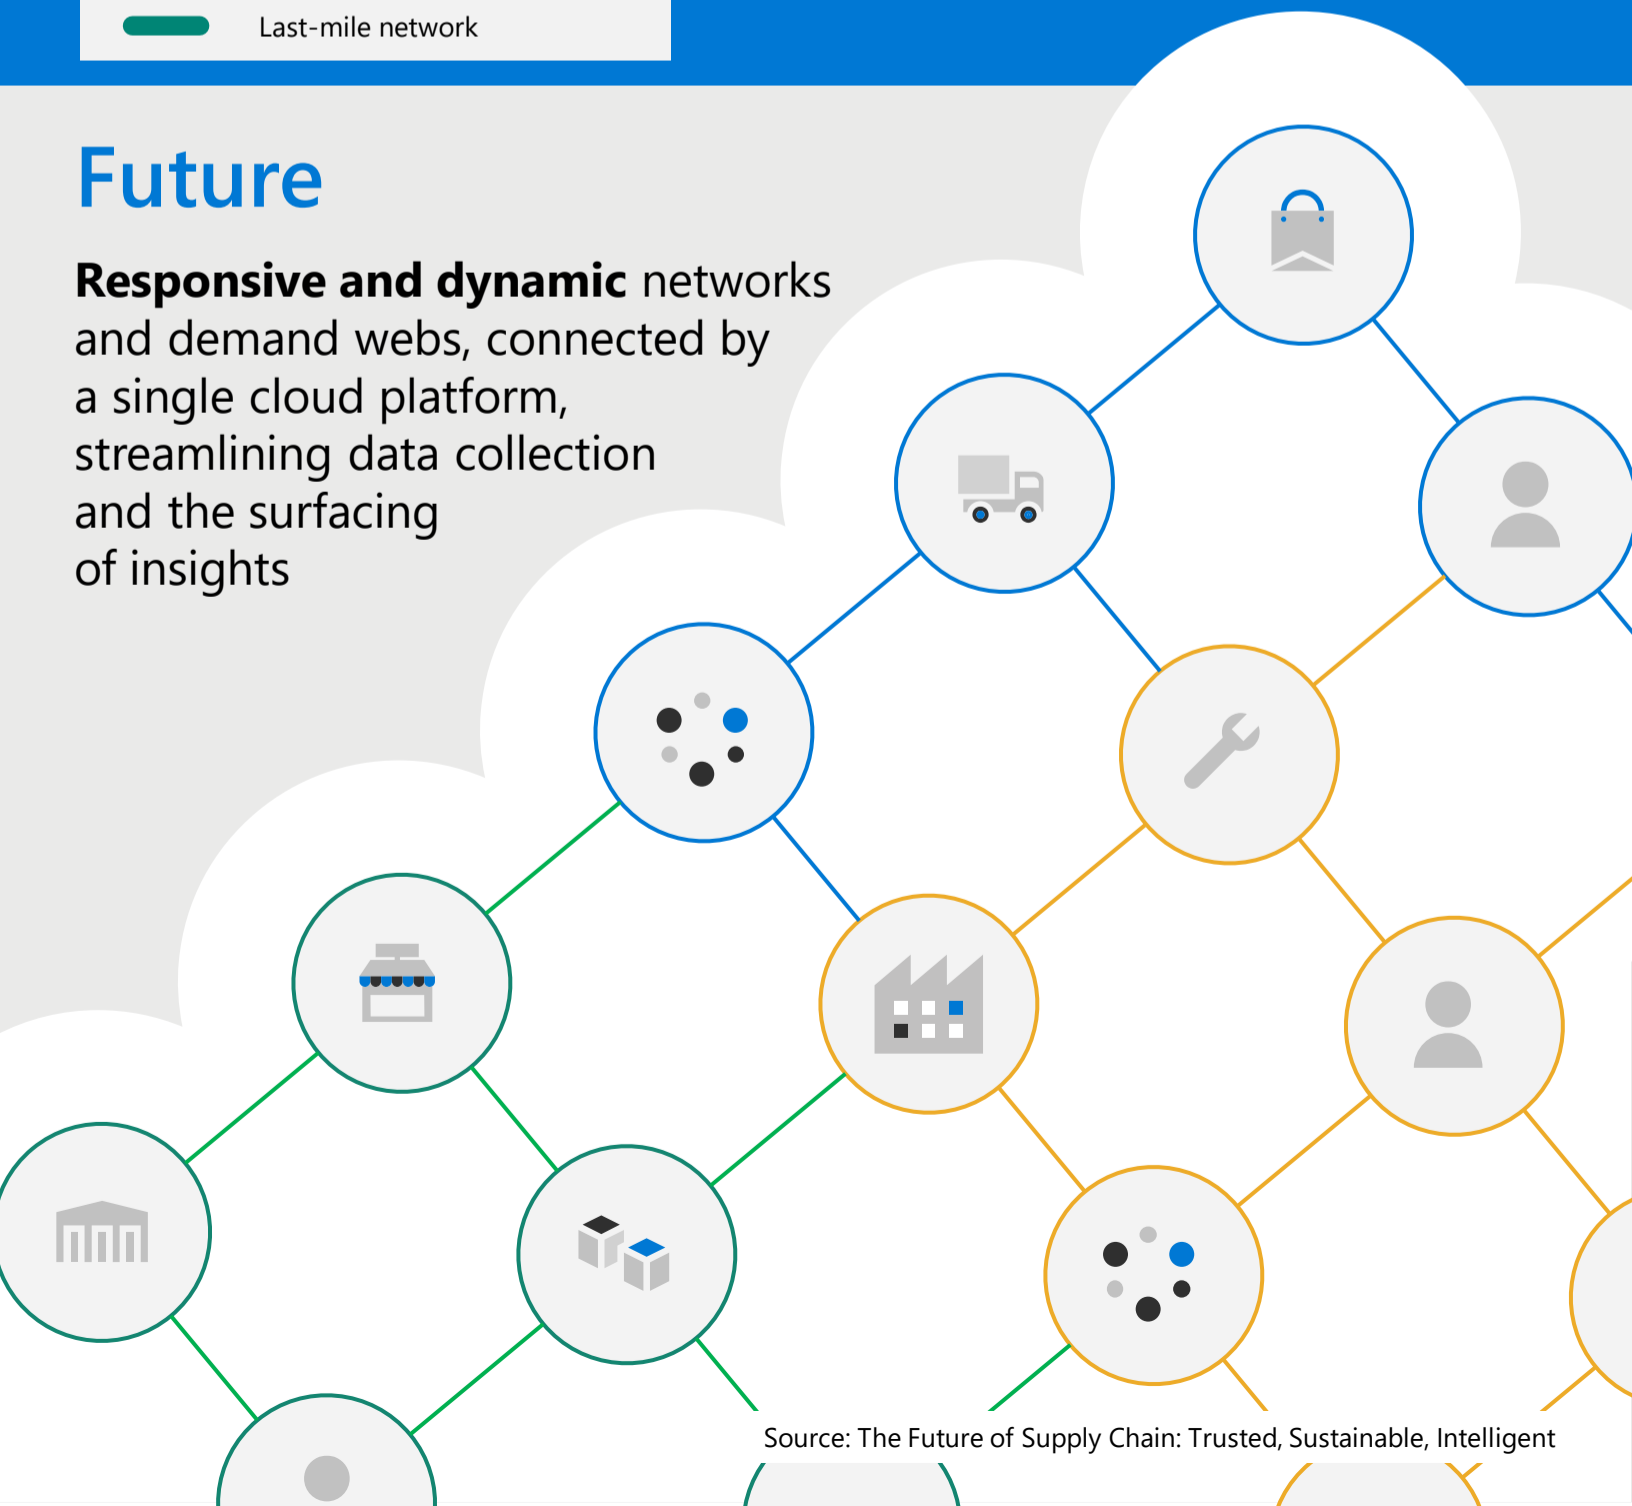 Last-mile network
Future
Responsive and dynamic networks
and demand webs, connected by
a single cloud platform,
streamlining data collection
and the surfacing
of insights
Source: The Future of Supply Chain: Trusted, Sustainable, Intelligent